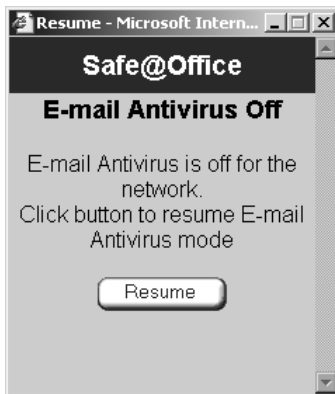 Resume - Microsoft Intern...
Safe@Office
E-mail Antivirus Off
E-mail Antivirus is off for the
network.
Click button to resume E-mail
Antivirus mode
Resume